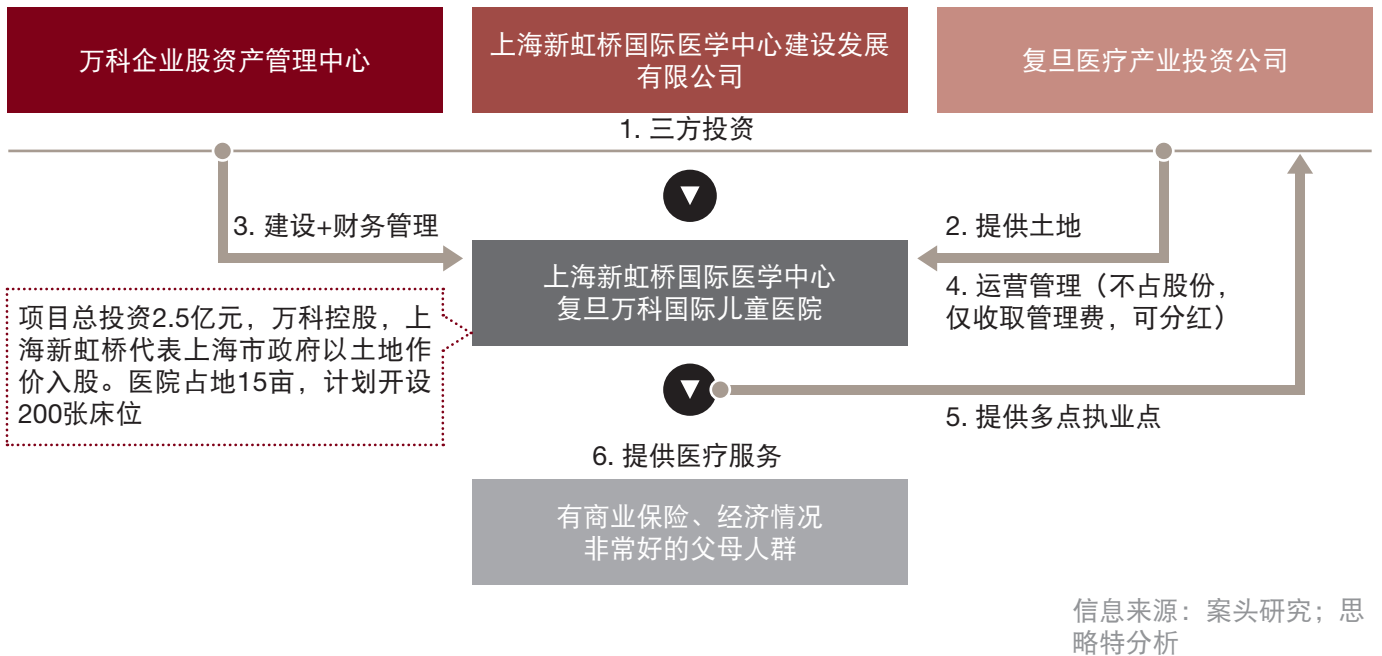 万科企业股资产管理中心
上海新虹桥国际医学中心建设发展
有限公司
复旦医疗产业投资公司
1. 三方投资
3. 建设+财务管理
2. 提供土地
上海新虹桥国际医学中心
复旦万科国际儿童医院
4. 运营管理（不占股份，
仅收取管理费，可分红）
项目总投资2.5亿元，万科控股，上
海新虹桥代表上海市政府以土地作
价入股。医院占地15亩，计划开设
200张床位
5. 提供多点执业点
6. 提供医疗服务
有商业保险、经济情况
非常好的父母人群
信息来源：案头研究；思
略特分析